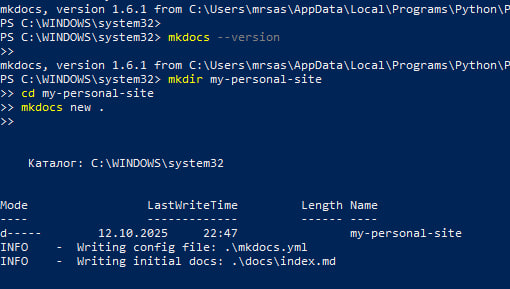 mkdocs, version 1.6.1 from C:\Users\mrsas\AppData\Local\Programs\Python\P
PS C:\WINDOWS\system32>
PS C:\WINDOWS\system32> mkdocs --version
>>
mkdocs, version 1.6.1 from C:\Users\mrsas\AppData\Local\Programs\Python\P
PS C:\WINDOWS\system32> mkdir my-personal-site
>> cd my-personal-site
>> mkdocs new .
>>
Каталог: C:\WINDOWS\system32
Mode LastWriteTime Length Name
---- ------------- ------ ----
d----- 12.10.2025 22:47 my-personal-site
INFO - Writing config file: .\mkdocs.yml
INFO - Writing initial docs: .\docs\index.md